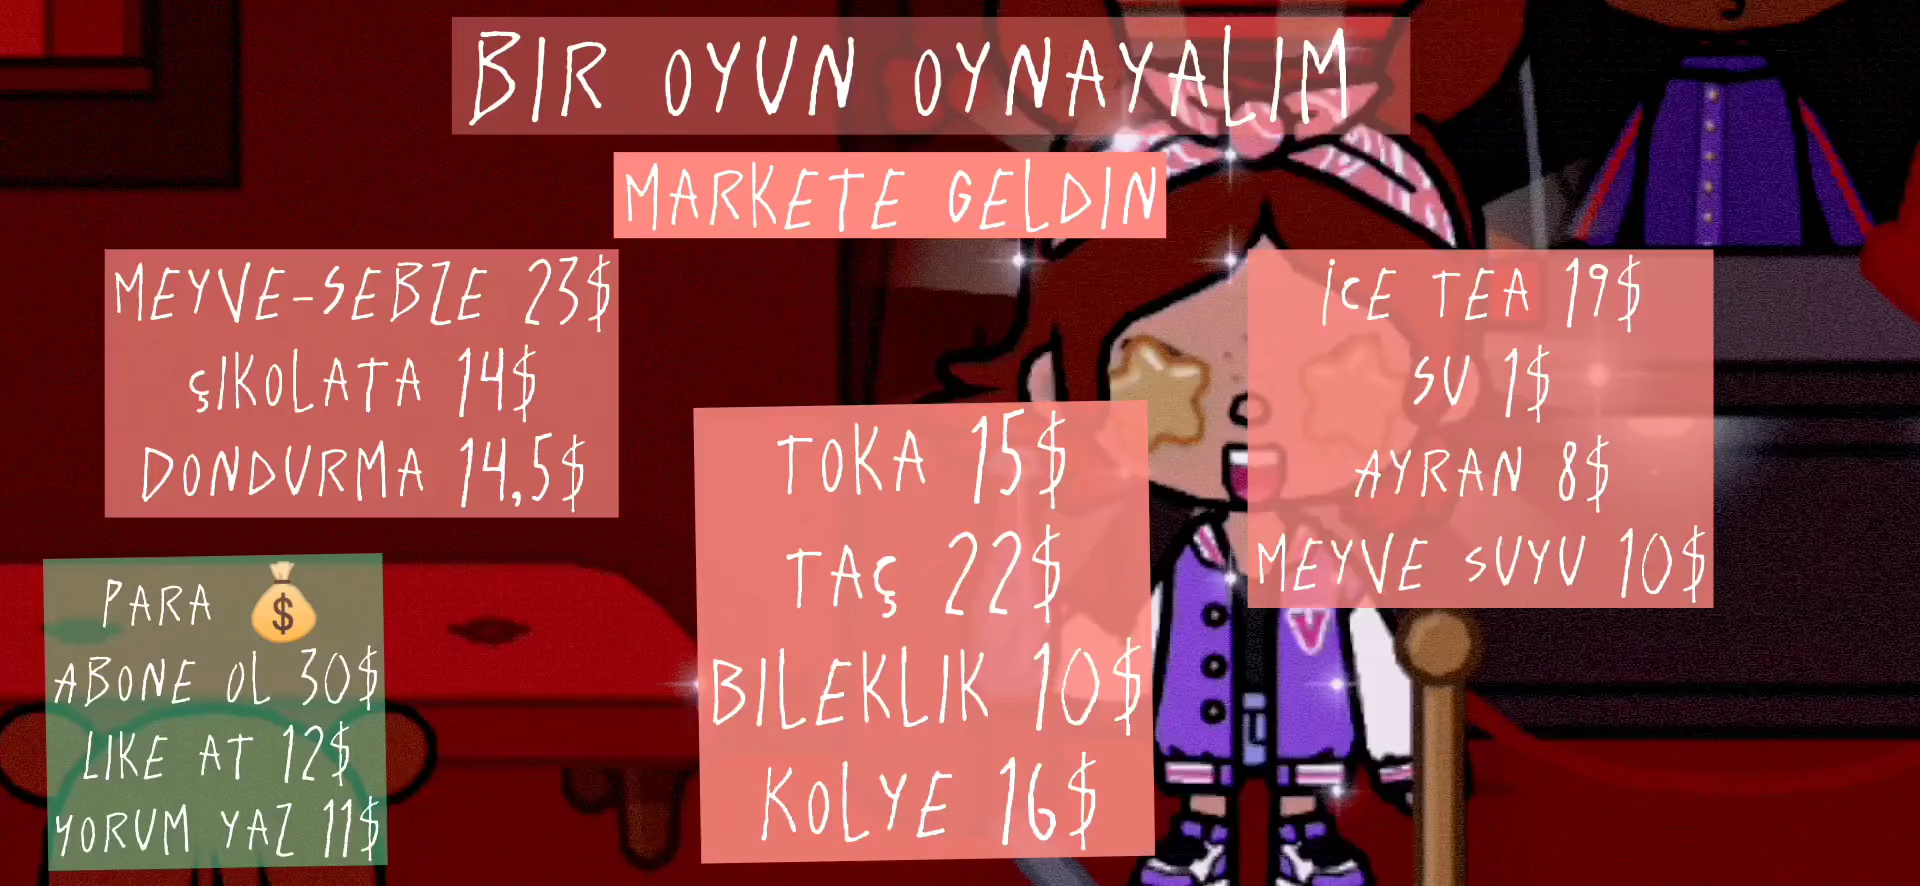 BIR OYUN OYNAYALIM
MARKETE GELDIN
MEYVE-SEBZE 23$
ÇIKOLATA 14$
DONDURMA 14,5$
PARA 💰
ABONE OL 30$
LIKE AT 12$
YORUM YAZ 11$
TOKA 15$
TAÇ 22$
BILEKLIK 10$
KOLYE 16$
İCE TEA 19$
SU 1$
AYRAN 8$
MEYVE SUYU 10$